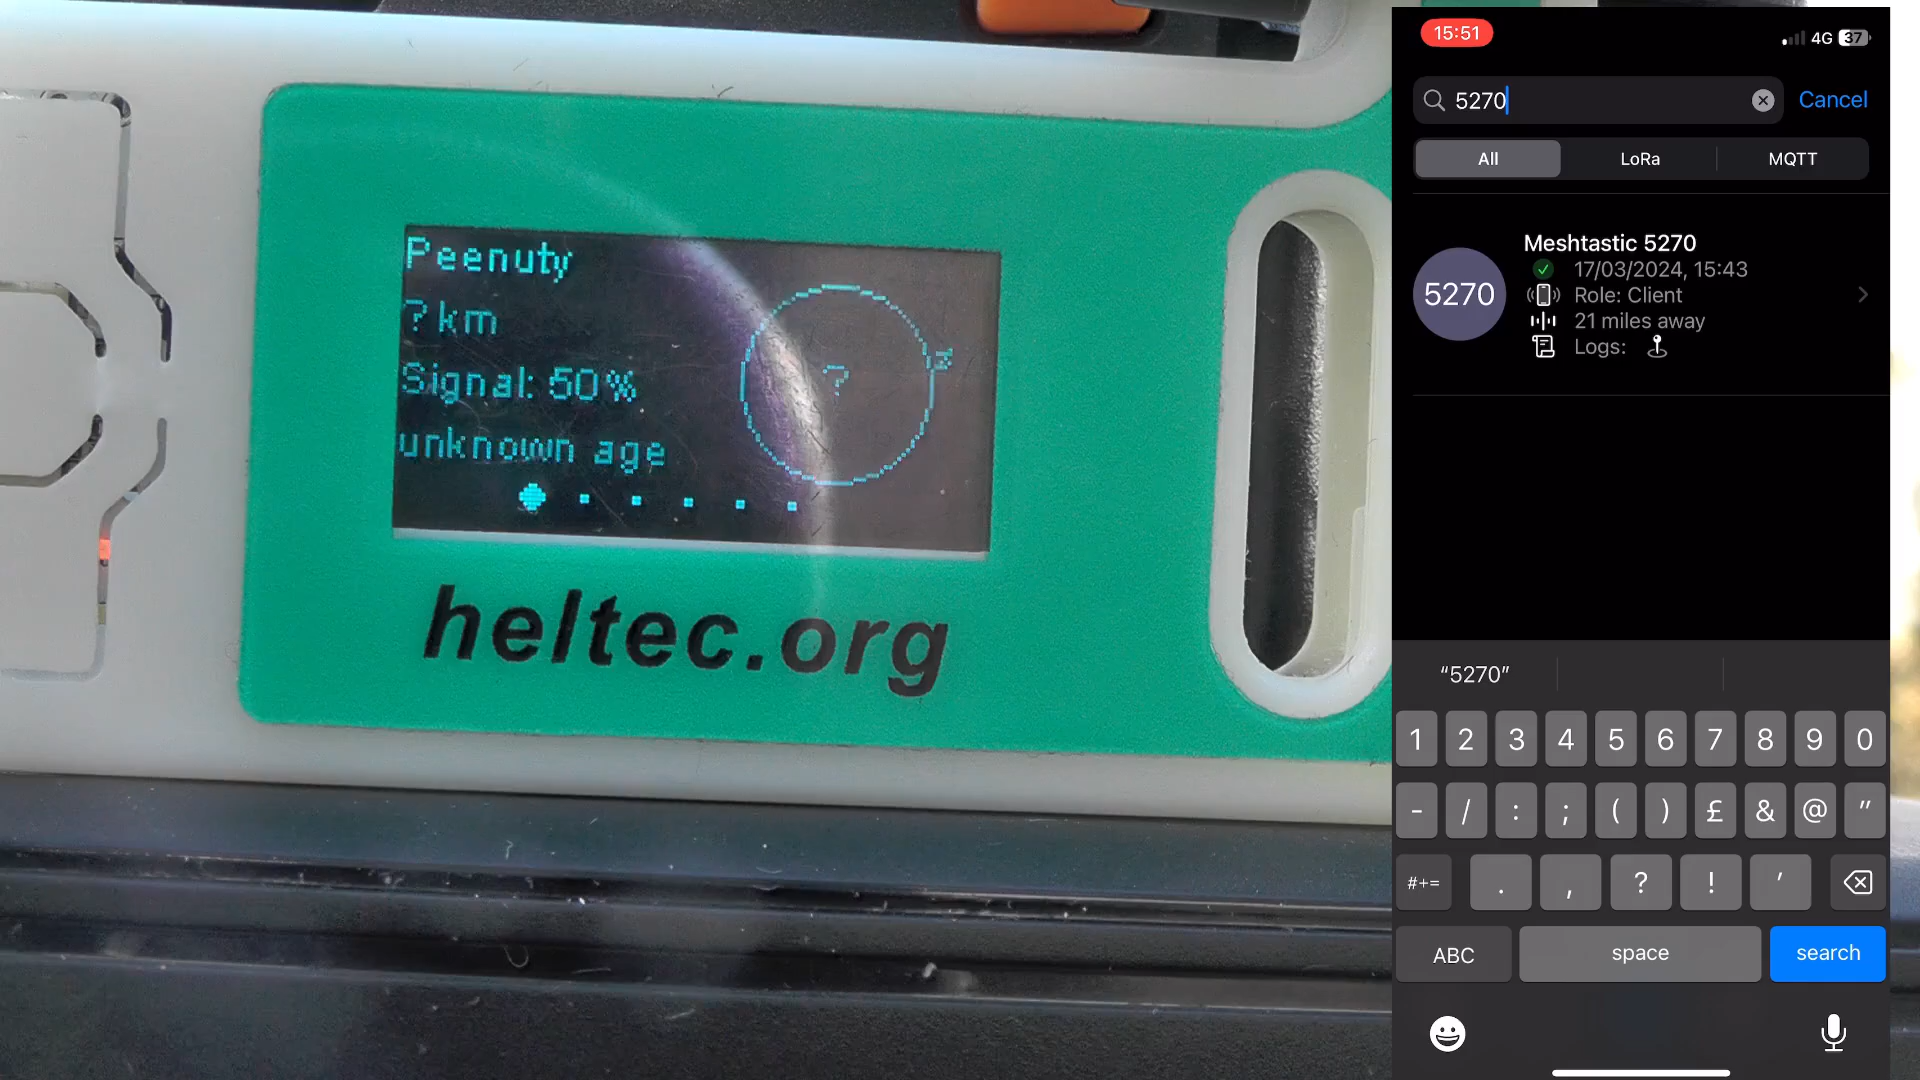 Peenuty
? km
Signal: 50%
unknown age
N
?
heltec.org
15:51
4G 37
5270
Cancel
All
LoRa
MQTT
5270
Meshtastic 5270
17/03/2024, 15:43
Role: Client
21 miles away
Logs:
“5270”
1 2 3 4 5 6 7 8 9 0
- / : ; ( ) £ & @ "
#+= . , ? ! '
ABC
space
search